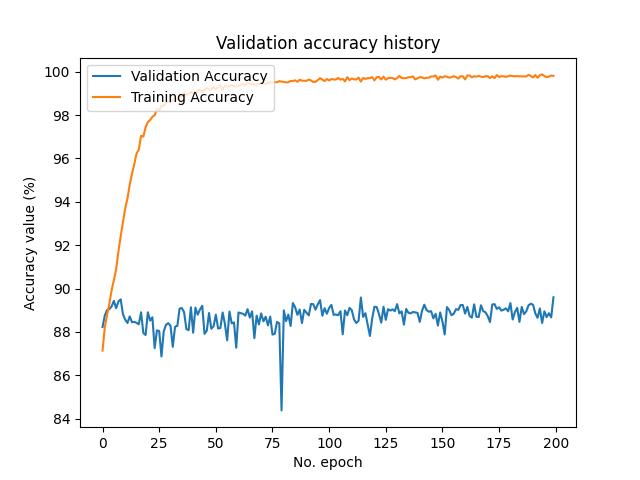 Validation accuracy history
Validation Accuracy
Training Accuracy
100
98
96
94
92
90
88
86
84
Accuracy value (%)
0 25 50 75 100 125 150 175 200
No. epoch